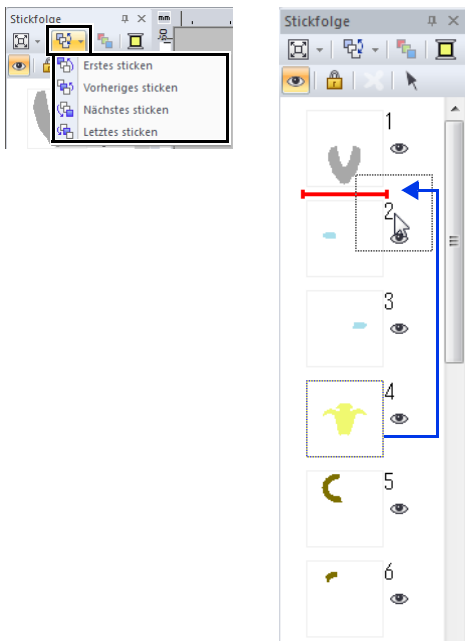 Stickfolge
mm
Erstes sticken
Vorheriges sticken
Nächstes sticken
Letztes sticken
Stickfolge
1
2
3
4
5
6